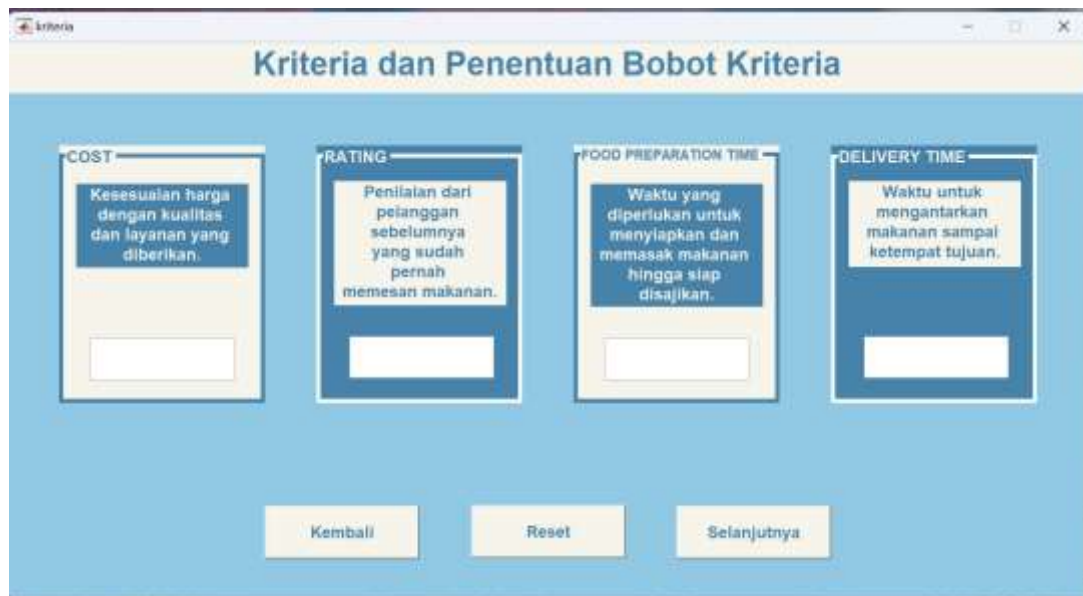 kriteria
Kriteria dan Penentuan Bobot Kriteria
COST
Kesesuaian harga
dengan kualitas
dan layanan yang
diberikan.
RATING
Penilaian dari
pelanggan
sebelumnya
yang sudah
pernah
memesan makanan.
FOOD PREPARATION TIME
Waktu yang
diperlukan untuk
menyiapkan dan
memasak makanan
hingga siap
disajikan.
DELIVERY TIME
Waktu untuk
mengantarkan
makanan sampai
ketempat tujuan.
Kembali
Reset
Selanjutnya